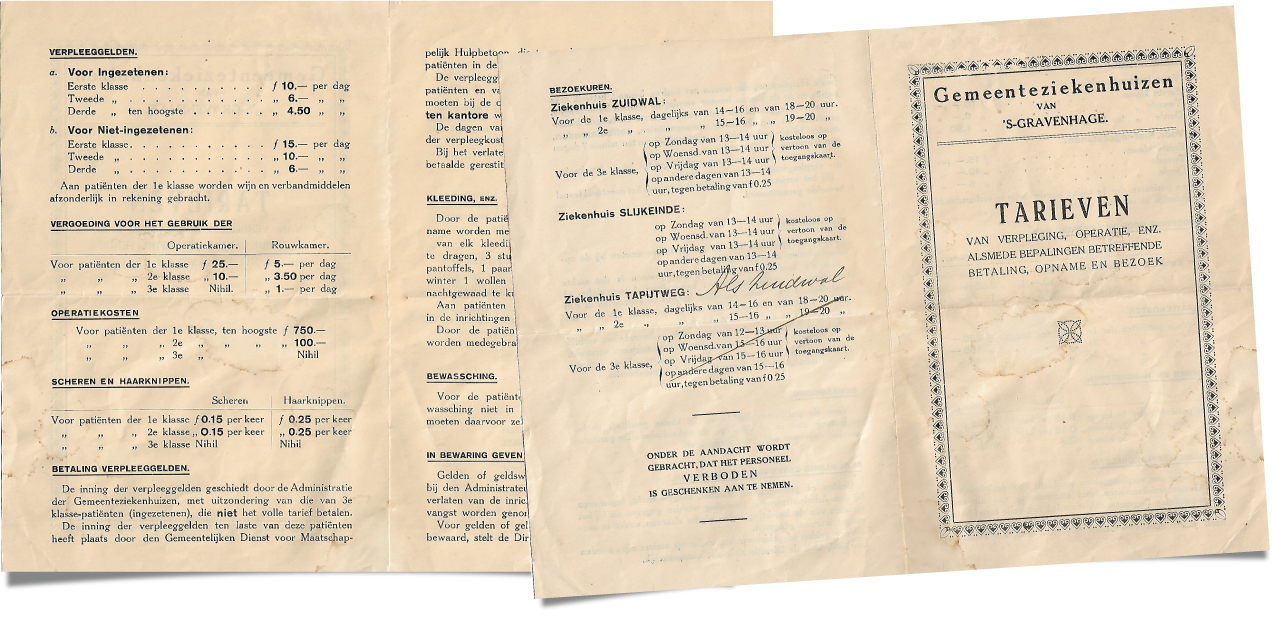 VERPLEEGGELDEN.
a. Voor Ingezetenen:
Eerste klasse . . . . . . . . . . . ƒ 10.— per dag
Tweede „ . . . . . . . . . . . „ 6.— „ „
Derde „ ten hoogste . . . . . . „ 4.50 „ „
b. Voor Niet-ingezetenen:
Eerste klasse. . . . . . . . . . . . ƒ 15.— per dag
Tweede „ . . . . . . . . . . . . „ 10.— „ „
Derde „ . . . . . . . . . . . . „ 6.— „ „
Aan patiënten der 1e klasse worden wijn en verbandmiddelen
afzonderlijk in rekening gebracht.
VERGOEDING VOOR HET GEBRUIK DER
Operatiekamer. Rouwkamer.
Voor patiënten der 1e klasse ƒ 25.— ƒ 5.— per dag
„ „ „ 2e klasse „ 10.— „ 3.50 per dag
„ „ „ 3e klasse Nihil. „ 1.— per dag
OPERATIEKOSTEN
Voor patiënten der 1e klasse, ten hoogste ƒ 750.—
„ „ „ 2e „ „ „ „ 100.—
„ „ „ 3e „ Nihil
SCHEREN EN HAARKNIPPEN.
Scheren Haarknippen.
Voor patiënten der 1e klasse ƒ 0.15 per keer ƒ 0.25 per keer
„ „ „ 2e klasse „ 0.15 per keer „ 0.25 per keer
„ „ „ 3e klasse Nihil Nihil
BETALING VERPLEEGGELDEN.
De inning der verpleeggelden geschiedt door de Administratie
der Gemeenteziekenhuizen, met uitzondering van die van 3e
klasse-patiënten (ingezetenen), die niet het volle tarief betalen.
De inning der verpleeggelden ten laste van deze patiënten
heeft plaats door den Gemeentelijken Dienst voor Maatschap-
pelijk Hulpbetoon, die
patiënten in de
De verpleegg
patiënten en va
moeten bij de o
ten kantore w
De dagen van
der verpleegkost
Bij het verlate
betaalde gerestit
KLEEDING, ENZ.
Door de patië
name worden me
van elk kleedi
te dragen, 3 stu
pantoffels, 1 paar
winter 1 wollen
nachtgewaad te k
Aan patiënten
in de inrichtingen
Door de patiën
worden medegebra
BEWASSCHING.
Voor de patiënt
wassching niet in
moeten daarvoor zel
IN BEWARING GEVEN
Gelden of geldsw
bij den Administrateu
verlaten van de inric
vangst worden genor
Voor gelden of gel
bewaard, stelt de Dir
BEZOEKUREN.
Ziekenhuis ZUIDWAL:
Voor de 1e klasse, dagelijks van 14—16 en van 18—20 uur.
„ „ 2e „ „ „ 15—16 „ „ 19—20 „
Voor de 3e klasse,
op Zondag van 13—14 uur
op Woensd. van 13—14 uur
op Vrijdag van 13—14 uur
op andere dagen van 13—14
uur, tegen betaling van f 0.25
kosteloos op
vertoon van de
toegangskaart.
Ziekenhuis SLIJKEINDE:
op Zondag van 13—14 uur
op Woensd. van 13—14 uur
op Vrijdag van 13—14 uur
op andere dagen van 13—14
uur, tegen betaling van f 0.25
kosteloos op
vertoon van de
toegangskaart.
Ziekenhuis TAPIJTWEG: Als Zuidwal
Voor de 1e klasse, dagelijks van 14—16 en van 18—20 uur.
„ „ 2e „ „ „ 15—16 „ „ 19—20 „
Voor de 3e klasse,
op Zondag van 12—13 uur
op Woensd. van 15—16 uur
op Vrijdag van 15—16 uur
op andere dagen van 15—16
uur, tegen betaling van f 0.25
kosteloos op
vertoon van de
toegangskaart.
ONDER DE AANDACHT WORDT
GEBRACHT, DAT HET PERSONEEL
VERBODEN
IS GESCHENKEN AAN TE NEMEN.
Gemeenteziekenhuizen
VAN
'S-GRAVENHAGE.
TARIEVEN
VAN VERPLEGING, OPERATIE, ENZ.
ALSMEDE BEPALINGEN BETREFFENDE
BETALING, OPNAME EN BEZOEK